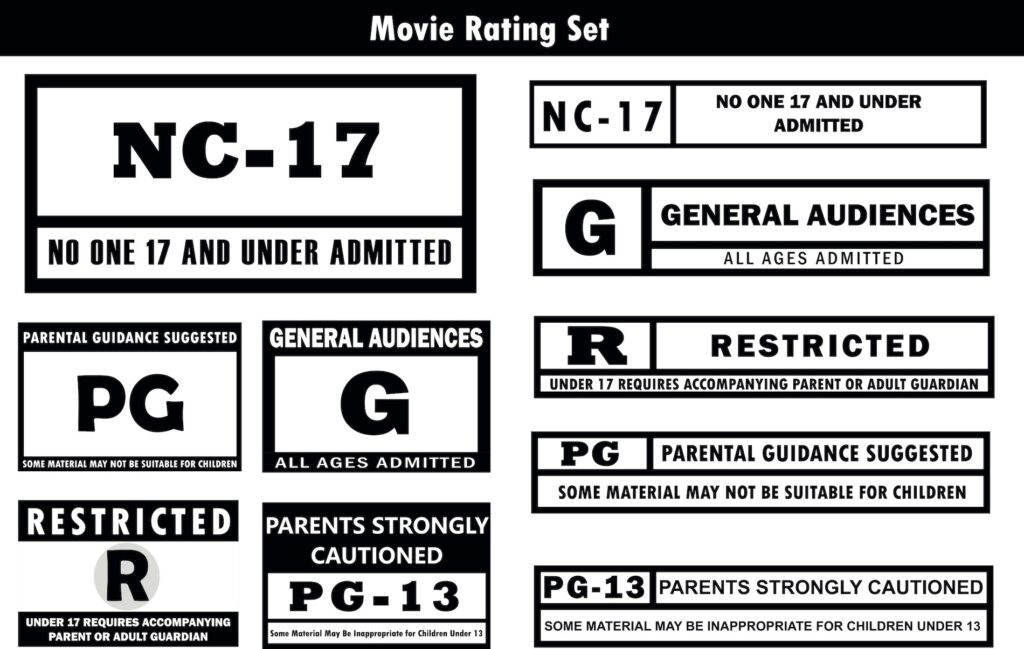 Movie Rating Set
NC-17
NO ONE 17 AND UNDER ADMITTED
PARENTAL GUIDANCE SUGGESTED
PG
SOME MATERIAL MAY NOT BE SUITABLE FOR CHILDREN
GENERAL AUDIENCES
G
ALL AGES ADMITTED
RESTRICTED
R
UNDER 17 REQUIRES ACCOMPANYING
PARENT OR ADULT GUARDIAN
PARENTS STRONGLY
CAUTIONED
PG-13
Some Material May Be Inappropriate for Children Under 13
NC-17
NO ONE 17 AND UNDER
ADMITTED
G
GENERAL AUDIENCES
ALL AGES ADMITTED
R
RESTRICTED
UNDER 17 REQUIRES ACCOMPANYING PARENT OR ADULT GUARDIAN
PG
PARENTAL GUIDANCE SUGGESTED
SOME MATERIAL MAY NOT BE SUITABLE FOR CHILDREN
PG-13
PARENTS STRONGLY CAUTIONED
SOME MATERIAL MAY BE INAPPROPRIATE FOR CHILDREN UNDER 13